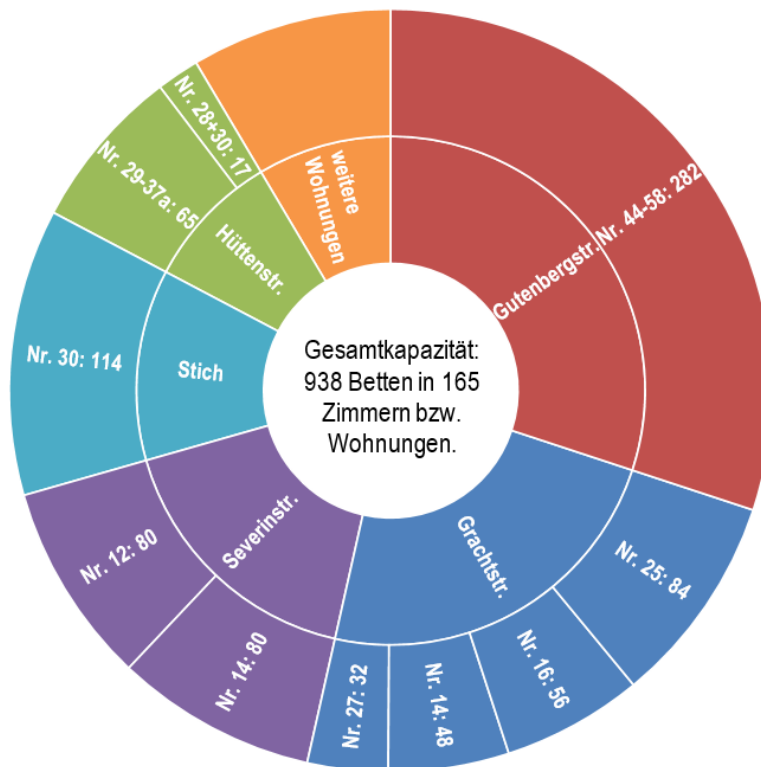 Gesamtkapazität:
938 Betten in 165
Zimmern bzw.
Wohnungen.
Gutenbergstr.
Nr. 44-58: 282
Grachtstr.
Nr. 25: 84
Nr. 16: 56
Nr. 14: 48
Nr. 27: 32
Severinstr.
Nr. 14: 80
Nr. 12: 80
Stich
Nr. 30: 114
Hüttenstr.
Nr. 29-37a: 65
Nr. 28+30: 17
weitere
Wohnungen